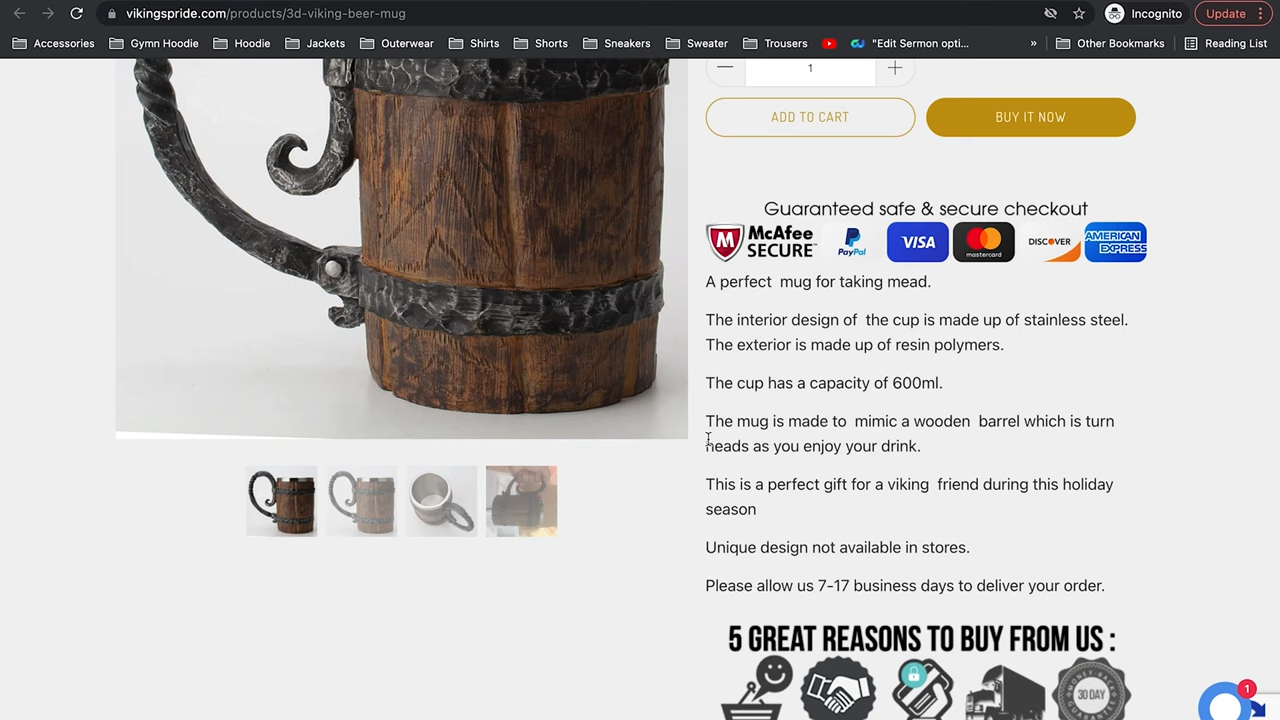 vikingspride.com/products/3d-viking-beer-mug
Incognito
Update
Accessories
Gymn Hoodie
Hoodie
Jackets
Outerwear
Shirts
Shorts
Sneakers
Sweater
Trousers
"Edit Sermon opti...
»
Other Bookmarks
Reading List
1
ADD TO CART
BUY IT NOW
Guaranteed safe & secure checkout
M McAfee SECURE™
PayPal
VISA
mastercard
DISCOVER
AMERICAN EXPRESS
A perfect  mug for taking mead.
The interior design of  the cup is made up of stainless steel.
The exterior is made up of resin polymers.
The cup has a capacity of 600ml.
The mug is made to  mimic a wooden  barrel which is turn
heads as you enjoy your drink.
This is a perfect gift for a viking  friend during this holiday
season
Unique design not available in stores.
Please allow us 7-17 business days to deliver your order.
5 GREAT REASONS TO BUY FROM US :
30 DAY
1